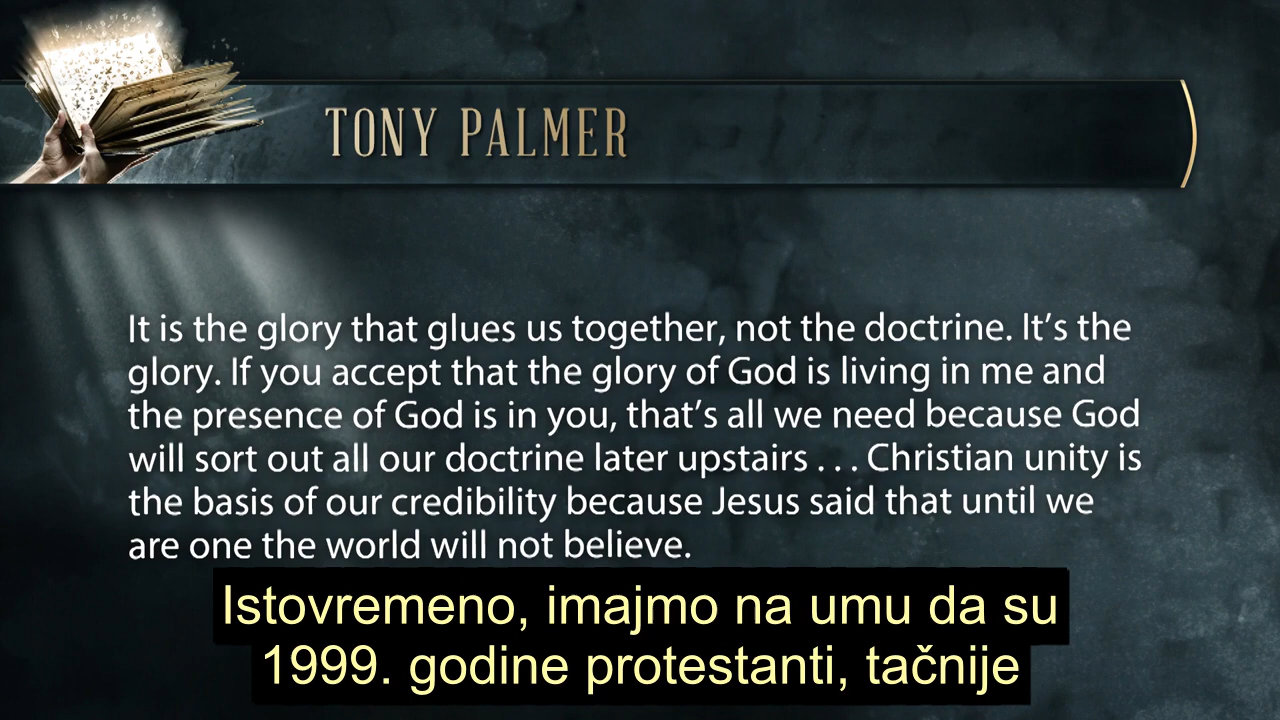 TONY PALMER
It is the glory that glues us together, not the doctrine. It’s the
glory. If you accept that the glory of God is living in me and
the presence of God is in you, that’s all we need because God
will sort out all our doctrine later upstairs . . . Christian unity is
the basis of our credibility because Jesus said that until we
are one the world will not believe.
Istovremeno, imajmo na umu da su
1999. godine protestanti, tačnije